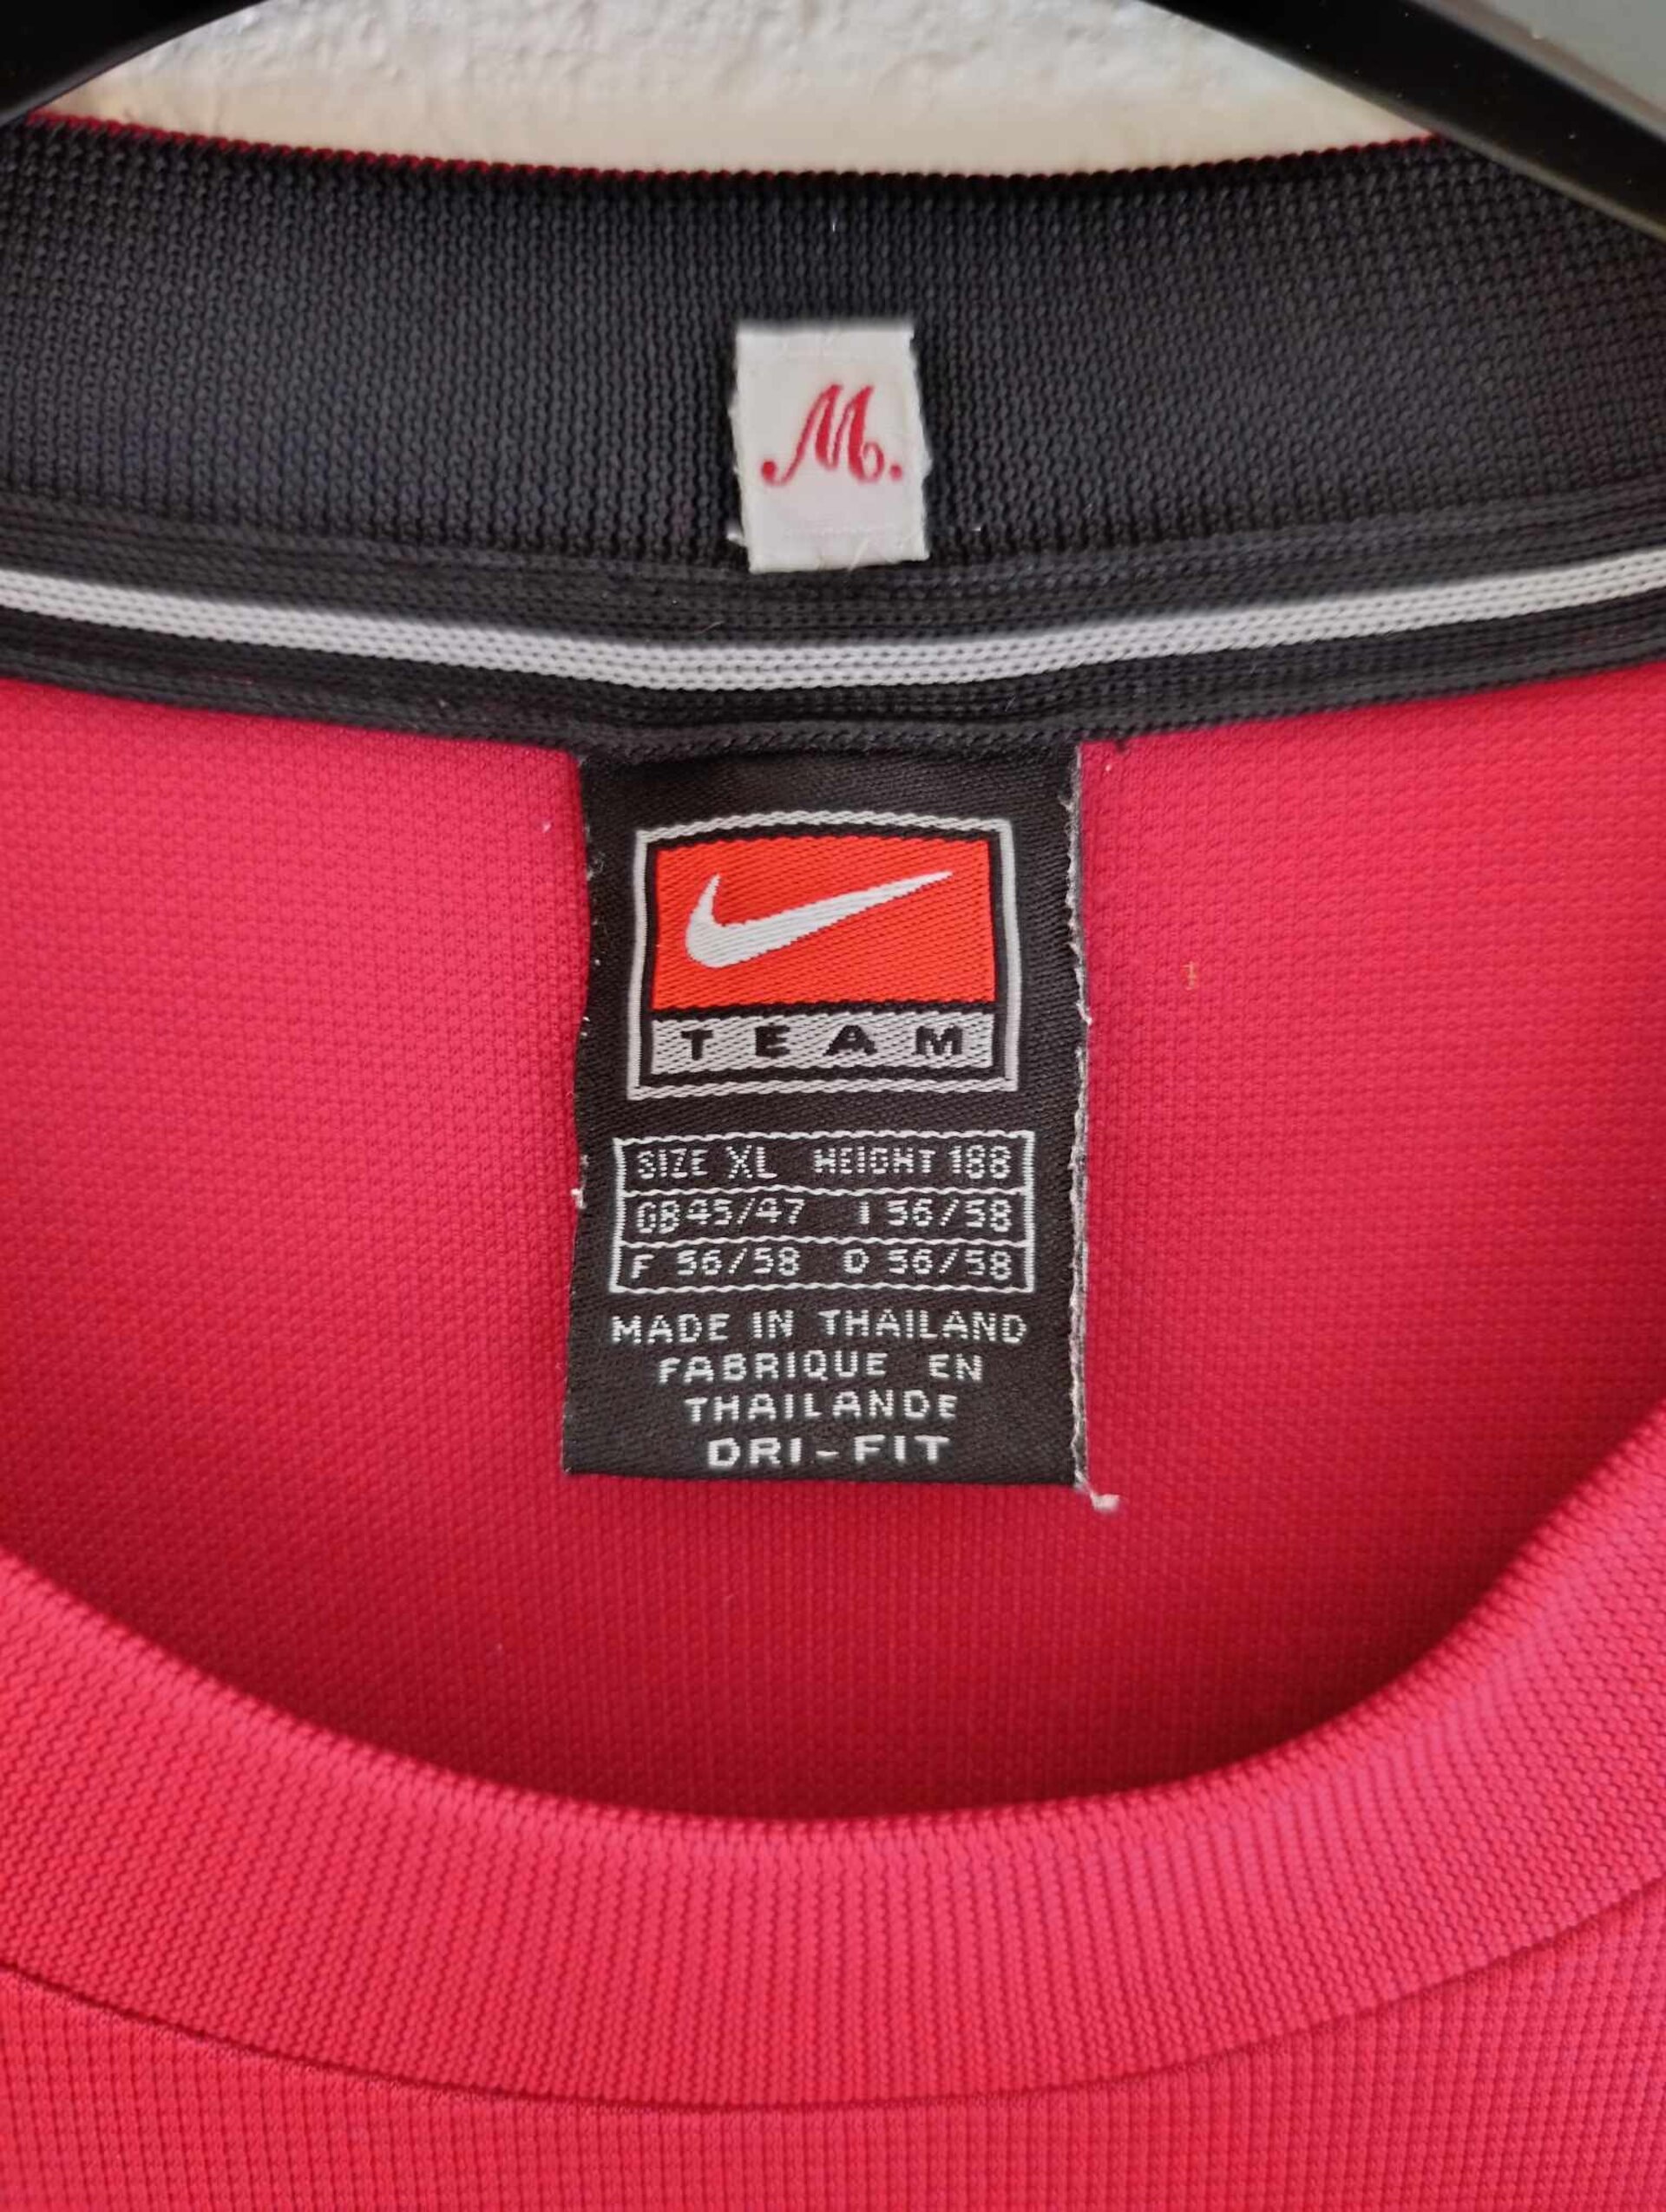 M.
TEAM
SIZE XL HEIGHT 188
GB 45/47 I 56/58
F 56/58 D 56/58
MADE IN THAILAND
FABRIQUE EN
THAILANDE
DRI-FIT